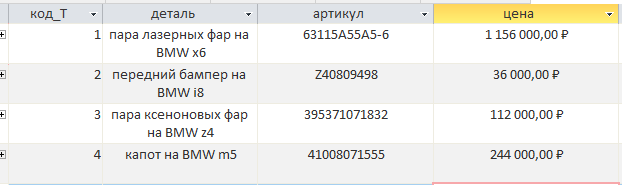 код_Т деталь артикул цена
1 пара лазерных фар на 63115A55A5-6 1 156 000,00 ₽
BMW x6
2 передний бампер на Z40809498 36 000,00 ₽
BMW i8
3 пара ксеноновых фар 395371071832 112 000,00 ₽
на BMW z4
4 капот на BMW m5 41008071555 244 000,00 ₽